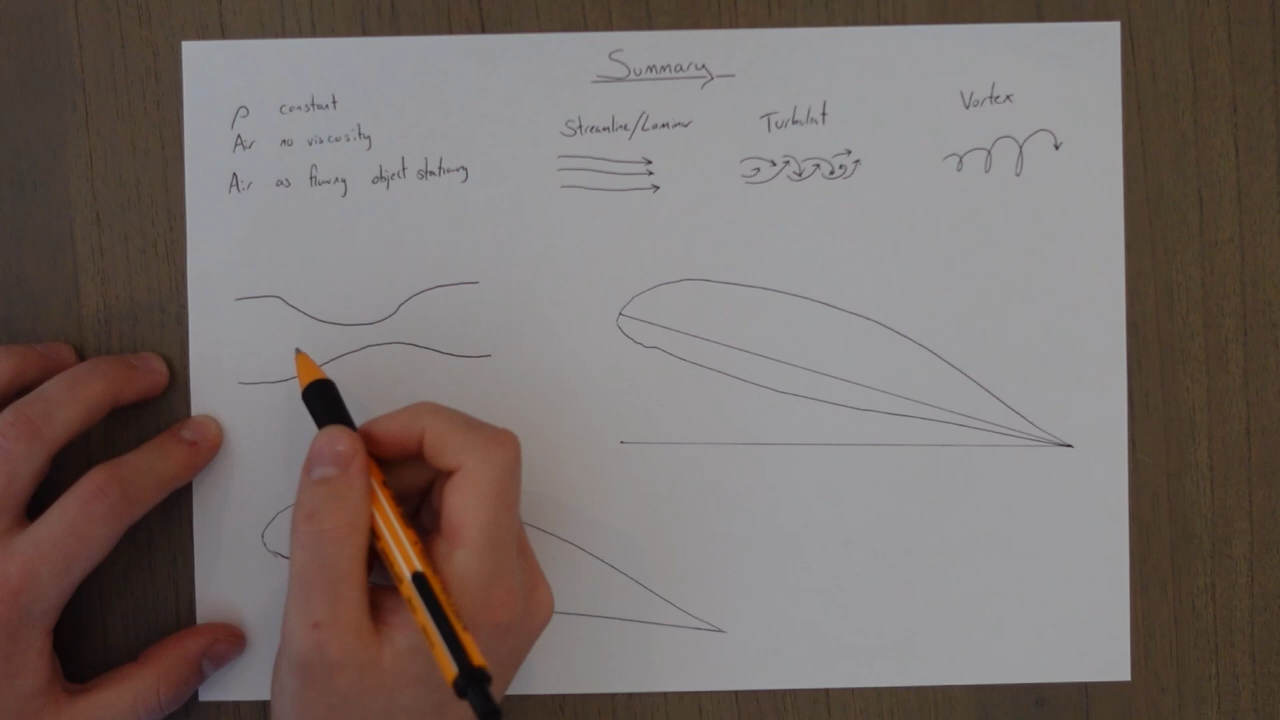 Summary
ρ constant
Air no viscosity
Air as flowing object stationary
Streamline/Laminar
Turbulent
Vortex